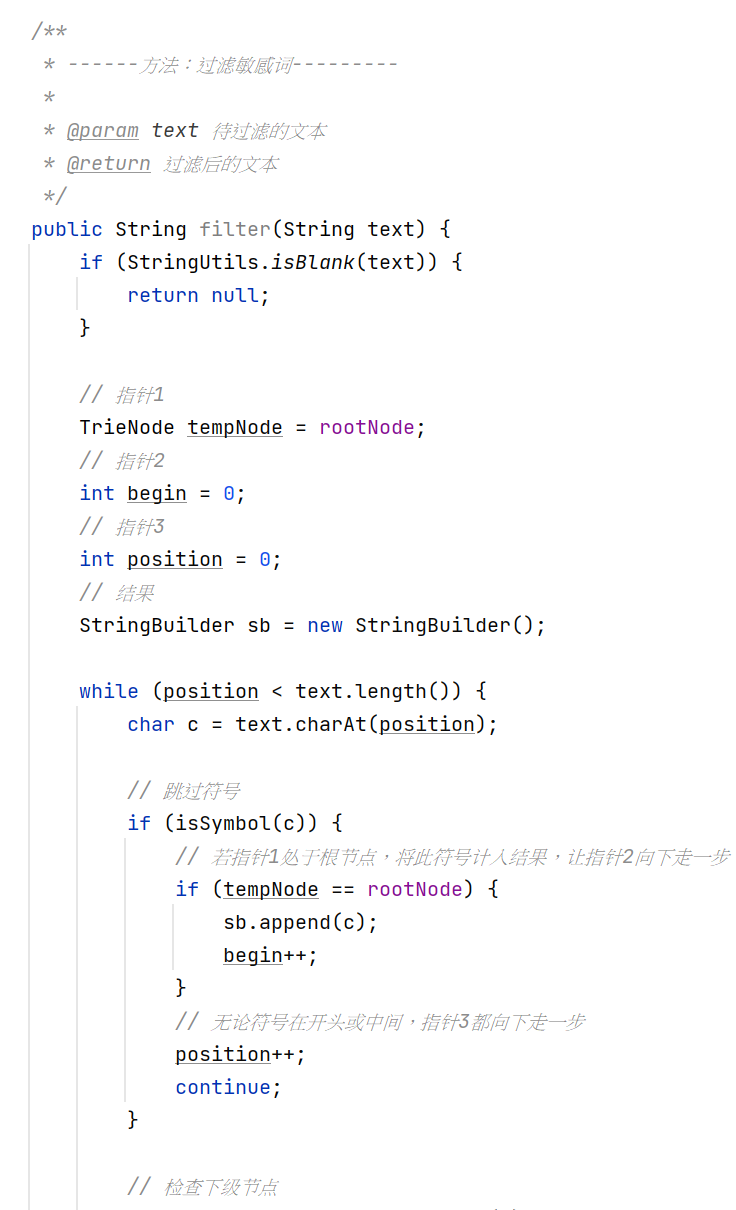 /**
 * ------方法：过滤敏感词---------
 *
 * @param text 待过滤的文本
 * @return 过滤后的文本
 */
public String filter(String text) {
    if (StringUtils.isBlank(text)) {
        return null;
    }

    // 指针1
    TrieNode tempNode = rootNode;
    // 指针2
    int begin = 0;
    // 指针3
    int position = 0;
    // 结果
    StringBuilder sb = new StringBuilder();

    while (position < text.length()) {
        char c = text.charAt(position);

        // 跳过符号
        if (isSymbol(c)) {
            // 若指针1处于根节点，将此符号计入结果，让指针2向下走一步
            if (tempNode == rootNode) {
                sb.append(c);
                begin++;
            }
            // 无论符号在开头或中间，指针3都向下走一步
            position++;
            continue;
        }

        // 检查下级节点